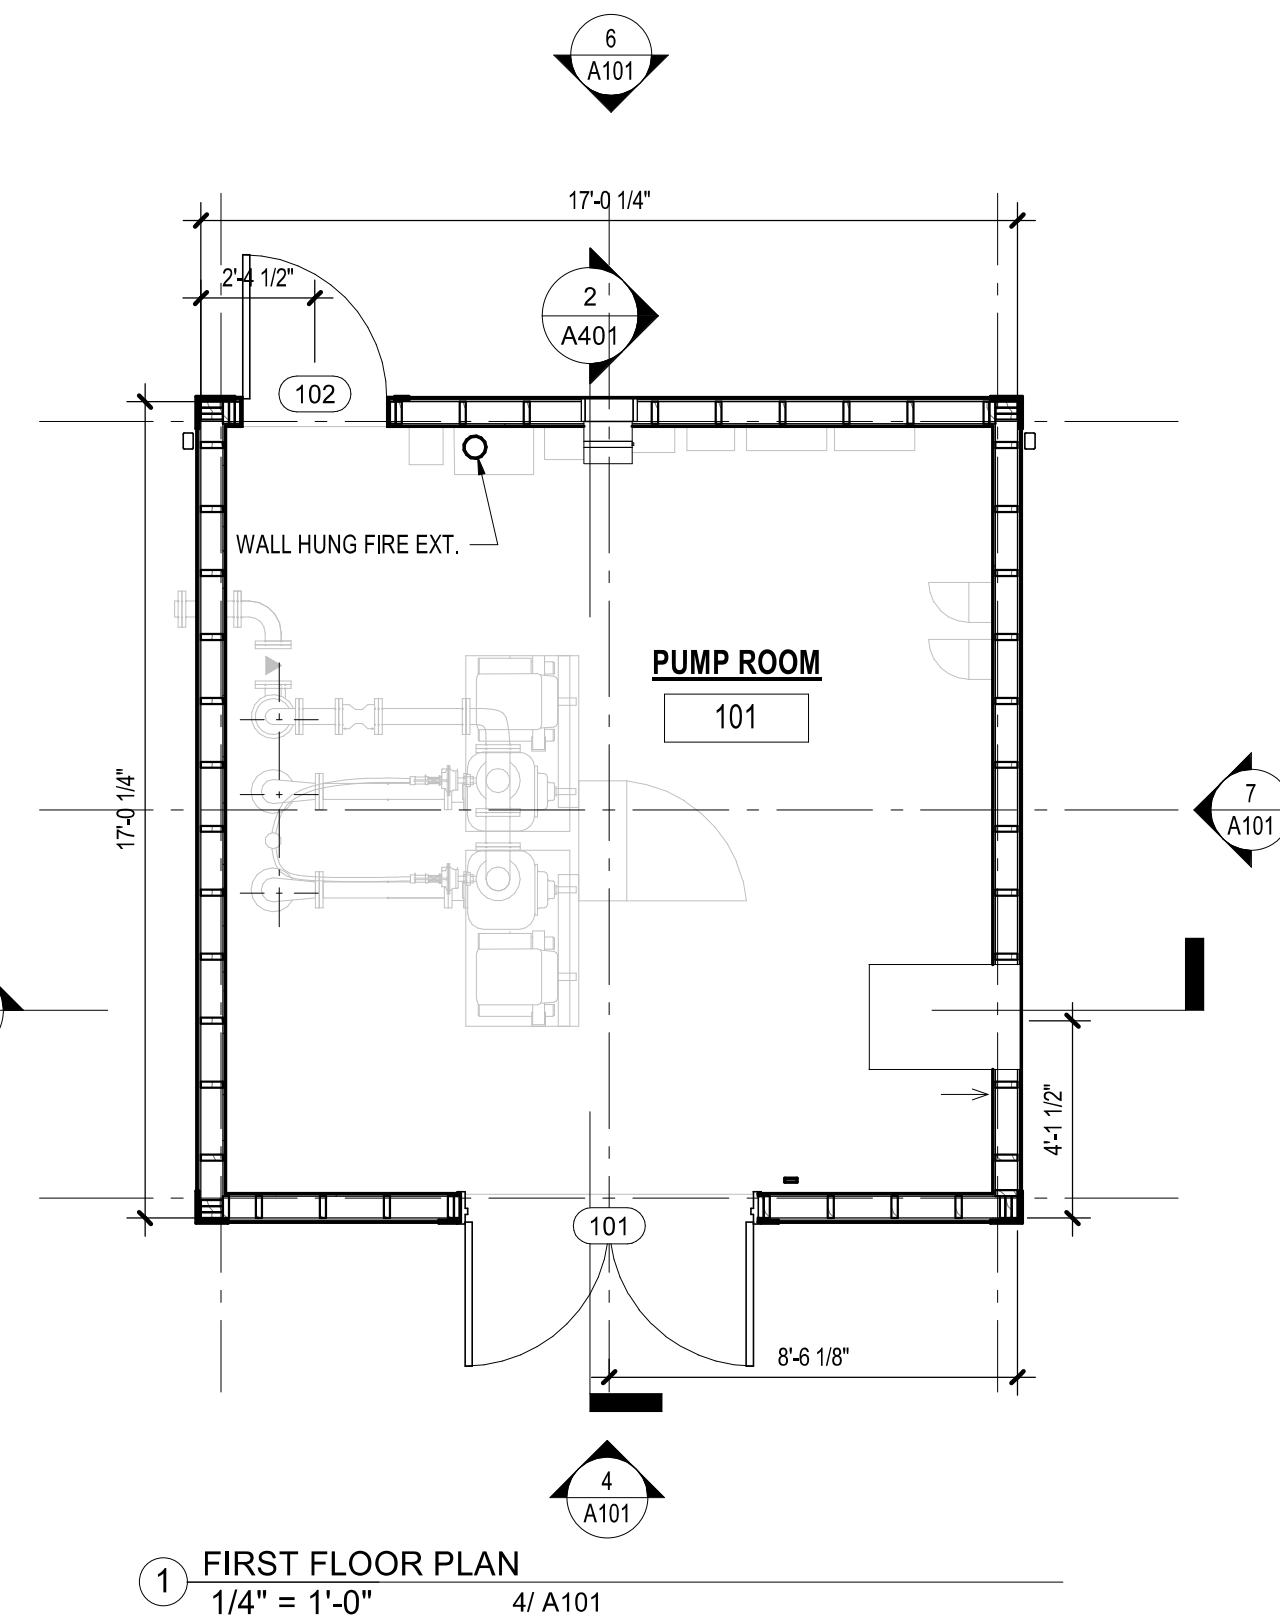 6
A101
17'-0 1/4"
2'-4 1/2"
2
A401
102
WALL HUNG FIRE EXT.
PUMP ROOM
101
17'-0 1/4"
7
A101
4'-1 1/2"
101
8'-6 1/8"
4
A101
1
FIRST FLOOR PLAN
1/4" = 1'-0"
4/ A101